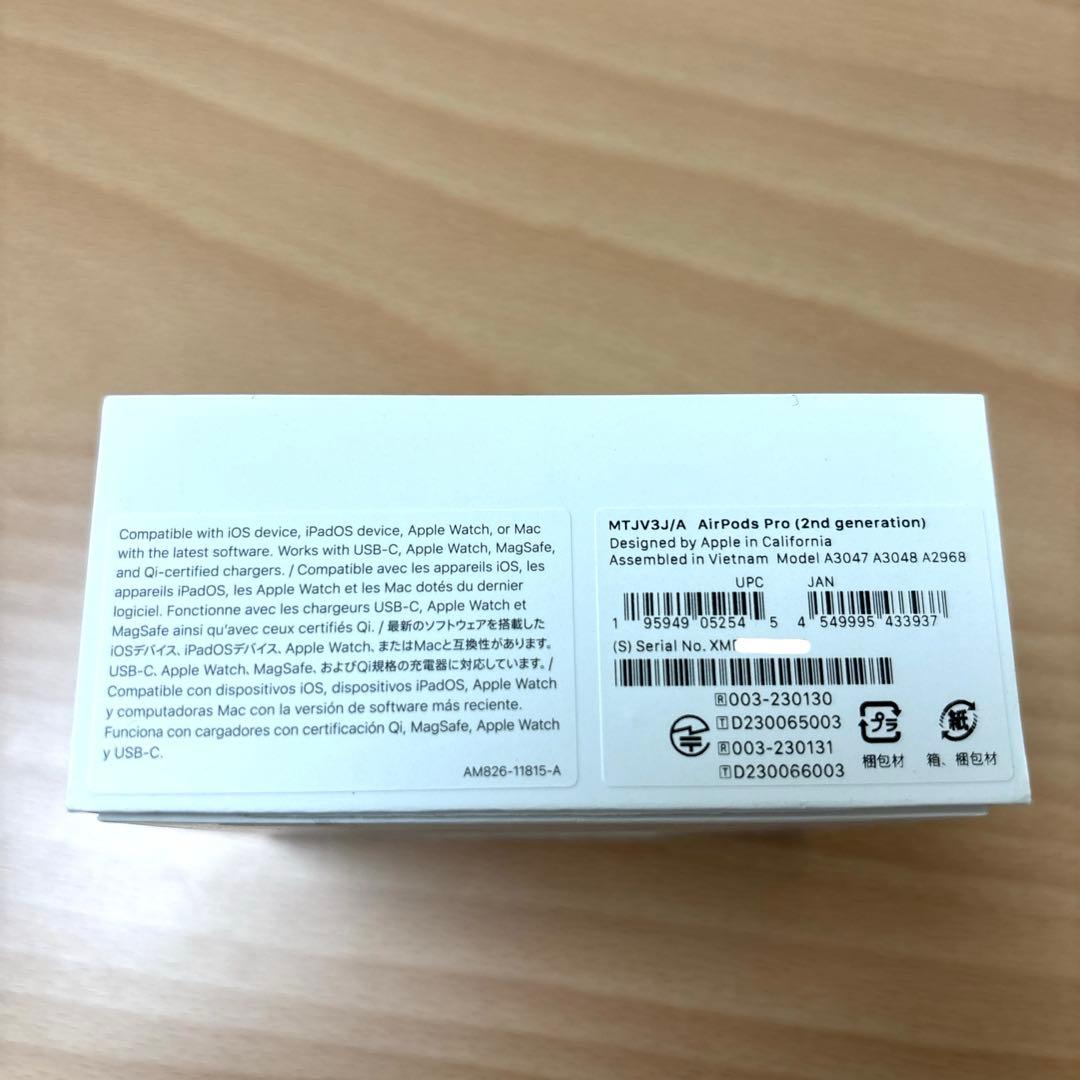 Compatible with iOS device, iPadOS device, Apple Watch, or Mac
with the latest software. Works with USB-C, Apple Watch, MagSafe,
and Qi-certified chargers. / Compatible avec les appareils iOS, les
appareils iPadOS, les Apple Watch et les Mac dotés du dernier
logiciel. Fonctionne avec les chargeurs USB-C, Apple Watch et
MagSafe ainsi qu'avec ceux certifiés Qi. / 最新のソフトウェアを搭載した
iOSデバイス、iPadOSデバイス、Apple Watch、またはMacと互換性があります。
USB-C、Apple Watch、MagSafe、およびQi規格の充電器に対応しています。/
Compatible con dispositivos iOS, dispositivos iPadOS, Apple Watch
y computadoras Mac con la versión de software más reciente.
Funciona con cargadores con certificación Qi, MagSafe, Apple Watch
y USB-C.
AM826-11815-A
MTJV3J/A AirPods Pro (2nd generation)
Designed by Apple in California
Assembled in Vietnam Model A3047 A3048 A2968
UPC JAN
1 95949 05254 5 4 549995 433937
(S) Serial No. XM
R 003-230130
T D230065003
R 003-230131
T D230066003
プラ
紙
梱包材
箱、梱包材